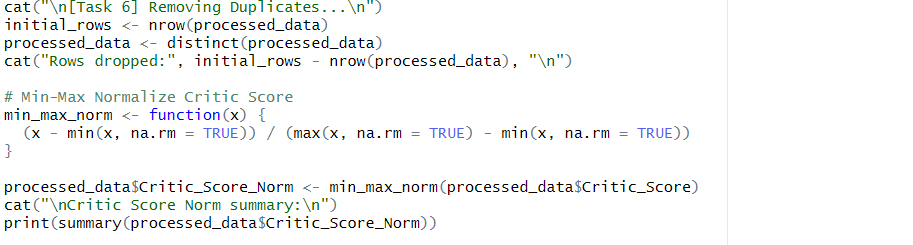 cat("\n[Task 6] Removing Duplicates...\n")
initial_rows <- nrow(processed_data)
processed_data <- distinct(processed_data)
cat("Rows dropped:", initial_rows - nrow(processed_data), "\n")

# Min-Max Normalize Critic Score
min_max_norm <- function(x) {
  (x - min(x, na.rm = TRUE)) / (max(x, na.rm = TRUE) - min(x, na.rm = TRUE))
}

processed_data$Critic_Score_Norm <- min_max_norm(processed_data$Critic_Score)
cat("\nCritic Score Norm summary:\n")
print(summary(processed_data$Critic_Score_Norm))